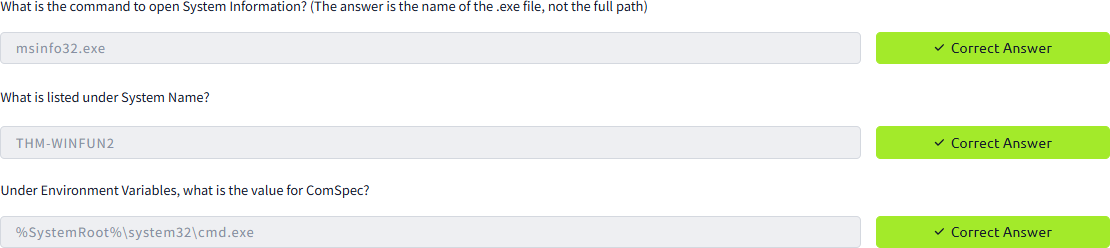 What is the command to open System Information? (The answer is the name of the .exe file, not the full path)
msinfo32.exe
✓ Correct Answer
What is listed under System Name?
THM-WINFUN2
✓ Correct Answer
Under Environment Variables, what is the value for ComSpec?
%SystemRoot%\system32\cmd.exe
✓ Correct Answer